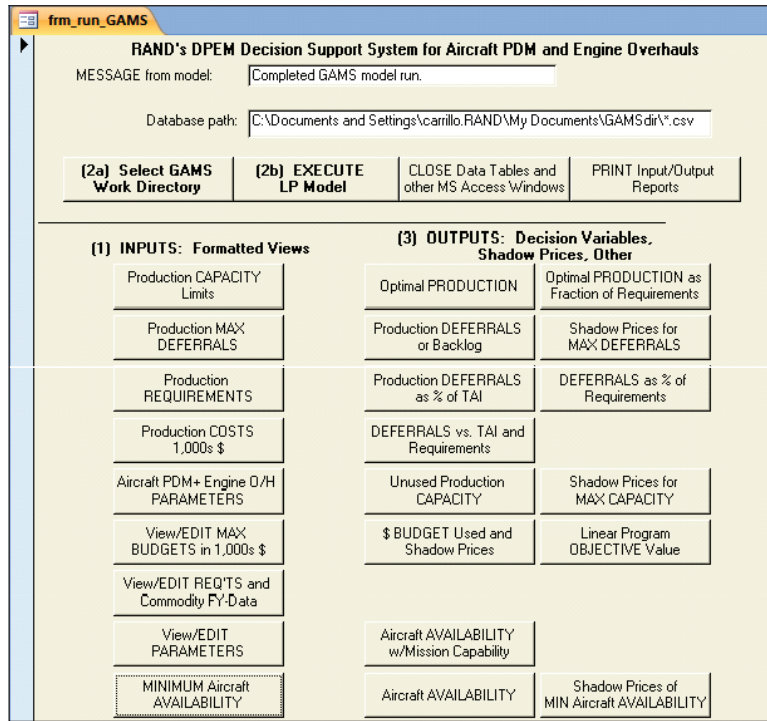 frm_run_GAMS
RAND's DPEM Decision Support System for Aircraft PDM and Engine Overhauls
MESSAGE from model: Completed GAMS model run.
Database path: C:\Documents and Settings\carrillo.RAND\My Documents\GAMSdir\*.csv
(2a) Select GAMS
Work Directory
(2b) EXECUTE
LP Model
CLOSE Data Tables and
other MS Access Windows
PRINT Input/Output
Reports
(1) INPUTS: Formatted Views
(3) OUTPUTS: Decision Variables,
Shadow Prices, Other
Production CAPACITY
Limits
Optimal PRODUCTION
Optimal PRODUCTION as
Fraction of Requirements
Production MAX
DEFERRALS
Production DEFERRALS
or Backlog
Shadow Prices for
MAX DEFERRALS
Production
REQUIREMENTS
Production DEFERRALS
as % of TAI
DEFERRALS as % of
Requirements
Production COSTS
1,000s $
DEFERRALS vs. TAI and
Requirements
Aircraft PDM+ Engine O/H
PARAMETERS
Unused Production
CAPACITY
Shadow Prices for
MAX CAPACITY
View/EDIT MAX
BUDGETS in 1,000s $
$ BUDGET Used and
Shadow Prices
Linear Program
OBJECTIVE Value
View/EDIT REQ'TS and
Commodity FY-Data
View/EDIT
PARAMETERS
Aircraft AVAILABILITY
w/Mission Capability
MINIMUM Aircraft
AVAILABILITY
Aircraft AVAILABILITY
Shadow Prices of
MIN Aircraft AVAILABILITY